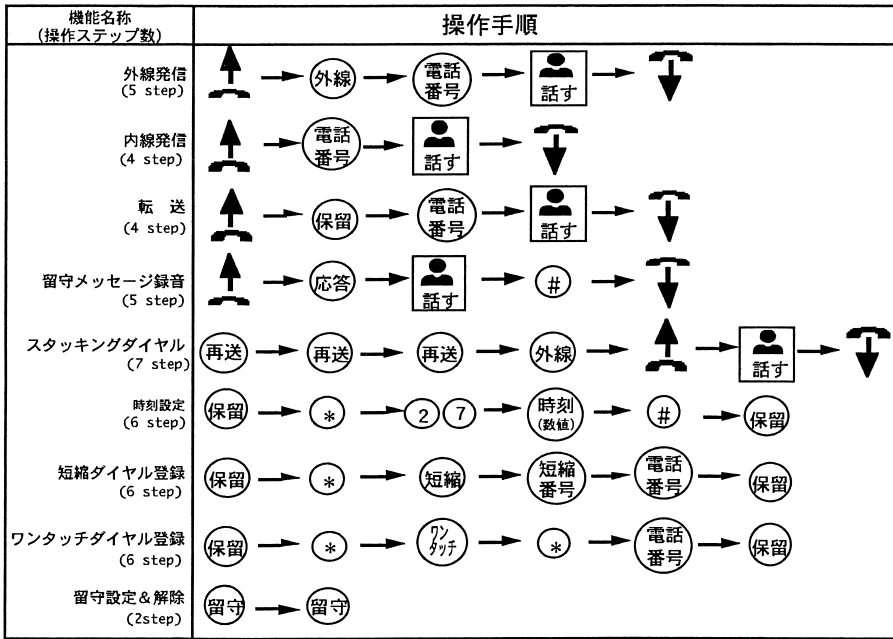 機能名称
(操作ステップ数)
操作手順
外線発信
(5 step)
外線
電話
番号
話す
内線発信
(4 step)
電話
番号
話す
転 送
(4 step)
保留
電話
番号
話す
留守メッセージ録音
(5 step)
応答
話す
#
スタッキングダイヤル
(7 step)
再送
再送
再送
外線
話す
時刻設定
(6 step)
保留
*
2 7
時刻
(数値)
#
保留
短縮ダイヤル登録
(6 step)
保留
*
短縮
短縮
番号
電話
番号
保留
ワンタッチダイヤル登録
(6 step)
保留
*
ワン
タッチ
*
電話
番号
保留
留守設定&解除
(2step)
留守
留守